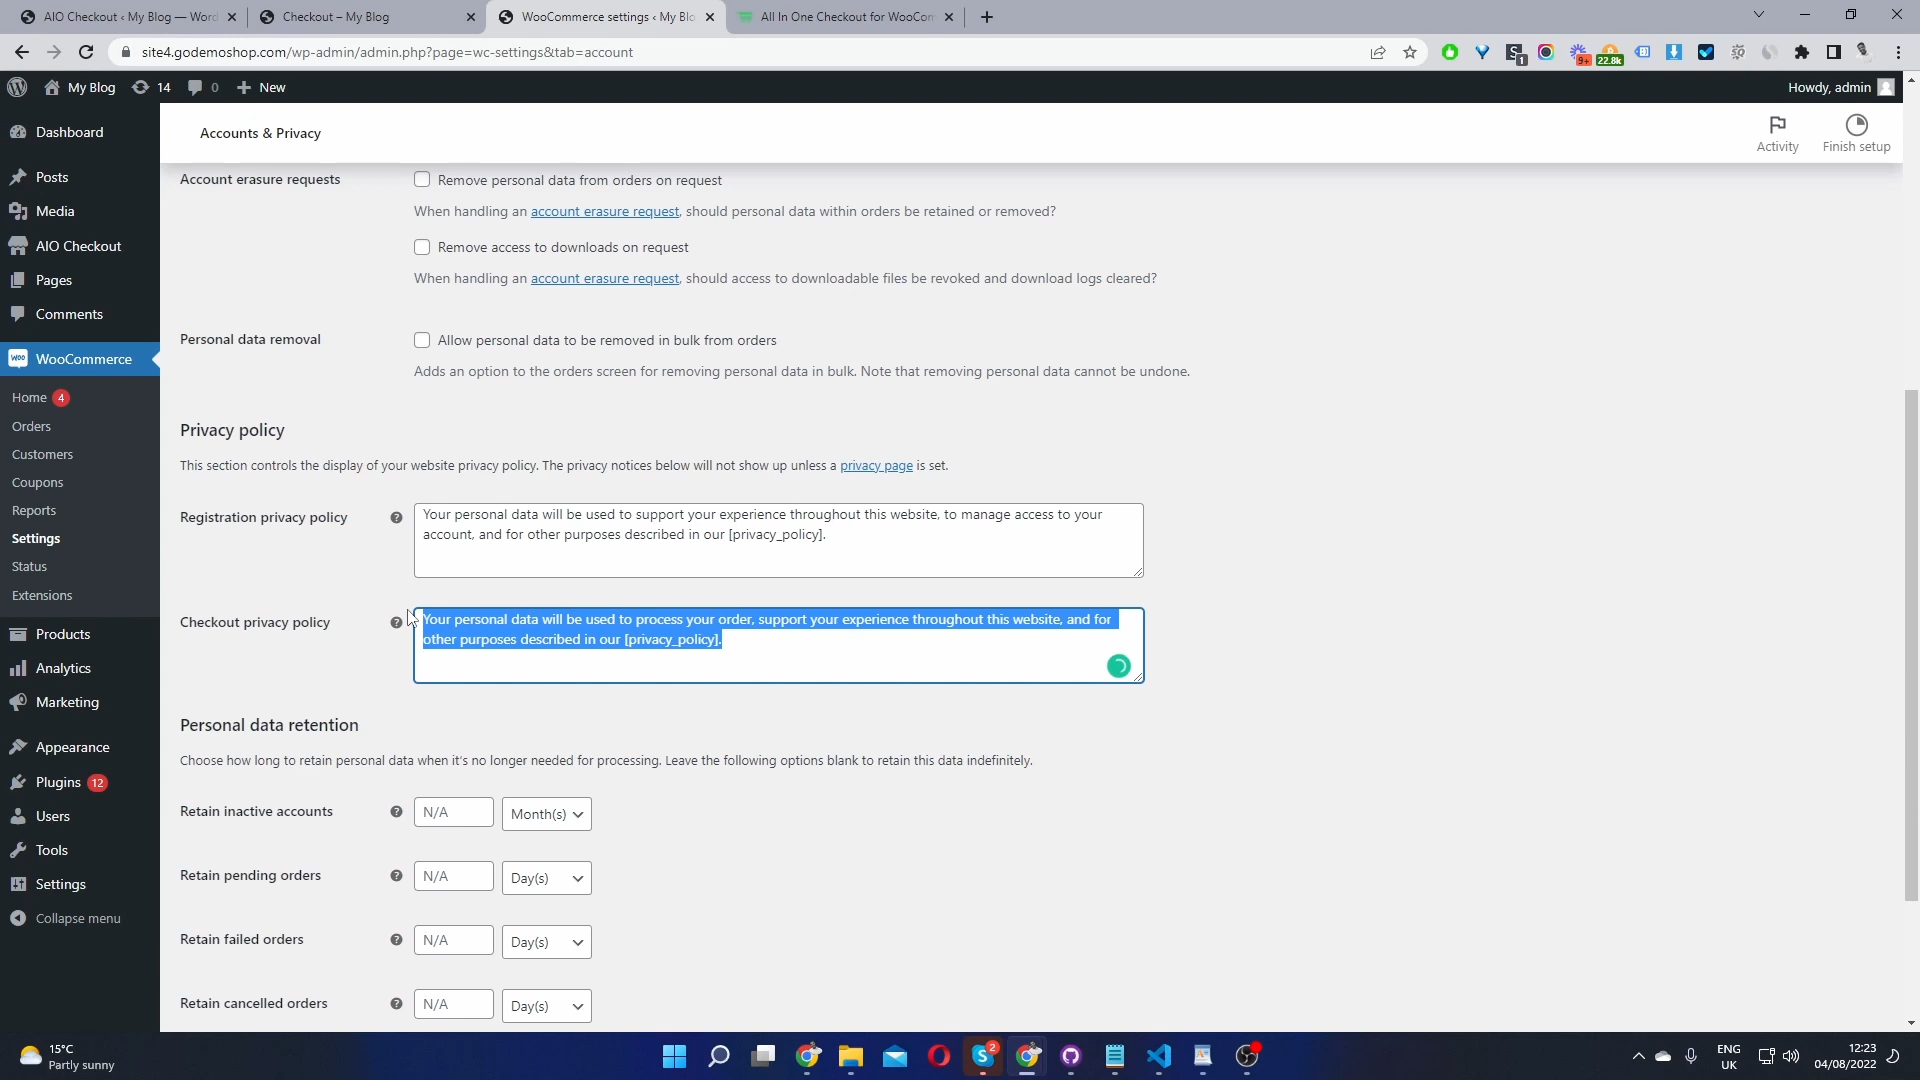 AIO Checkout ‹ My Blog — Word
Checkout – My Blog
WooCommerce settings ‹ My Blo
All In One Checkout for WooCom
site4.godemoshop.com/wp-admin/admin.php?page=wc-settings&tab=account
1
9+
22.8k
My Blog
14
0
New
Howdy, admin
Accounts & Privacy
Activity
Finish setup
Dashboard
Posts
Media
AIO Checkout
Pages
Comments
WooCommerce
Home 4
Orders
Customers
Coupons
Reports
Settings
Status
Extensions
Products
Analytics
Marketing
Appearance
Plugins 12
Users
Tools
Settings
Collapse menu
Account erasure requests
Remove personal data from orders on request
When handling an account erasure request, should personal data within orders be retained or removed?
Remove access to downloads on request
When handling an account erasure request, should access to downloadable files be revoked and download logs cleared?
Personal data removal
Allow personal data to be removed in bulk from orders
Adds an option to the orders screen for removing personal data in bulk. Note that removing personal data cannot be undone.
Privacy policy
This section controls the display of your website privacy policy. The privacy notices below will not show up unless a privacy page is set.
Registration privacy policy
Your personal data will be used to support your experience throughout this website, to manage access to your
account, and for other purposes described in our [privacy_policy].
Checkout privacy policy
Your personal data will be used to process your order, support your experience throughout this website, and for
other purposes described in our [privacy_policy].
Personal data retention
Choose how long to retain personal data when it's no longer needed for processing. Leave the following options blank to retain this data indefinitely.
Retain inactive accounts
N/A
Month(s)
Retain pending orders
N/A
Day(s)
Retain failed orders
N/A
Day(s)
Retain cancelled orders
N/A
Day(s)
15°C
Partly sunny
2
ENG
UK
12:23
04/08/2022